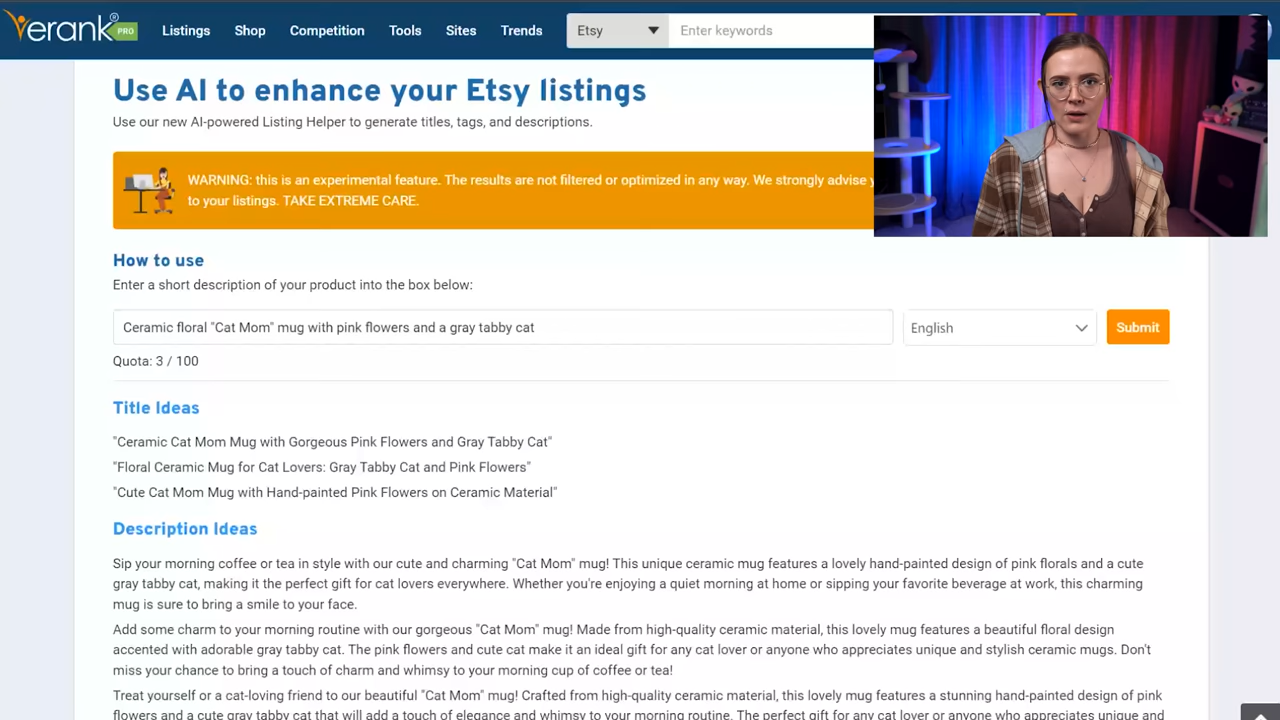 erank® PRO
Listings Shop Competition Tools Sites Trends Etsy Enter keywords
Use AI to enhance your Etsy listings
Use our new AI-powered Listing Helper to generate titles, tags, and descriptions.
WARNING: this is an experimental feature. The results are not filtered or optimized in any way. We strongly advise
to your listings. TAKE EXTREME CARE.
How to use
Enter a short description of your product into the box below:
Ceramic floral "Cat Mom" mug with pink flowers and a gray tabby cat English Submit
Quota: 3 / 100
Title Ideas
"Ceramic Cat Mom Mug with Gorgeous Pink Flowers and Gray Tabby Cat"
"Floral Ceramic Mug for Cat Lovers: Gray Tabby Cat and Pink Flowers"
"Cute Cat Mom Mug with Hand-painted Pink Flowers on Ceramic Material"
Description Ideas
Sip your morning coffee or tea in style with our cute and charming "Cat Mom" mug! This unique ceramic mug features a lovely hand-painted design of pink florals and a cute
gray tabby cat, making it the perfect gift for cat lovers everywhere. Whether you're enjoying a quiet morning at home or sipping your favorite beverage at work, this charming
mug is sure to bring a smile to your face.
Add some charm to your morning routine with our gorgeous "Cat Mom" mug! Made from high-quality ceramic material, this lovely mug features a beautiful floral design
accented with adorable gray tabby cat. The pink flowers and cute cat make it an ideal gift for any cat lover or anyone who appreciates unique and stylish ceramic mugs. Don't
miss your chance to bring a touch of charm and whimsy to your morning cup of coffee or tea!
Treat yourself or a cat-loving friend to our beautiful "Cat Mom" mug! Crafted from high-quality ceramic material, this lovely mug features a stunning hand-painted design of pink
flowers and a cute gray tabby cat that will add a touch of elegance and whimsy to your morning routine. The perfect gift for any cat lover or anyone who appreciates unique and